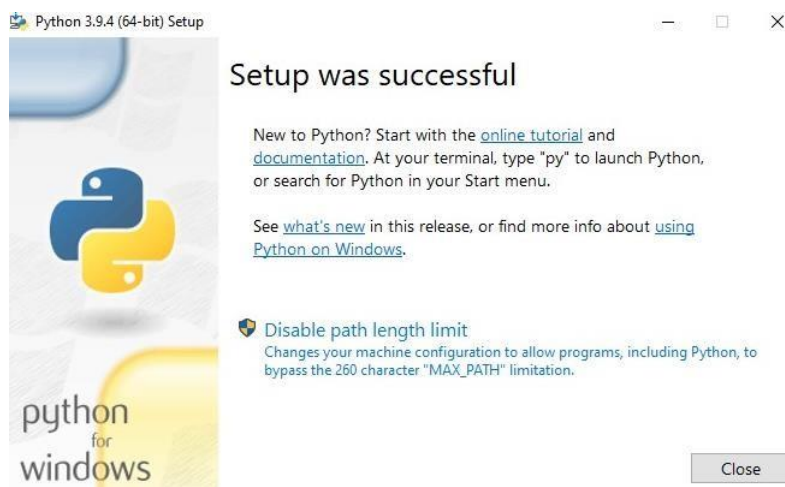 Python 3.9.4 (64-bit) Setup
Setup was successful
New to Python? Start with the online tutorial and
documentation. At your terminal, type "py" to launch Python,
or search for Python in your Start menu.
See what's new in this release, or find more info about using
Python on Windows.
Disable path length limit
Changes your machine configuration to allow programs, including Python, to
bypass the 260 character "MAX_PATH" limitation.
python
for
windows
Close